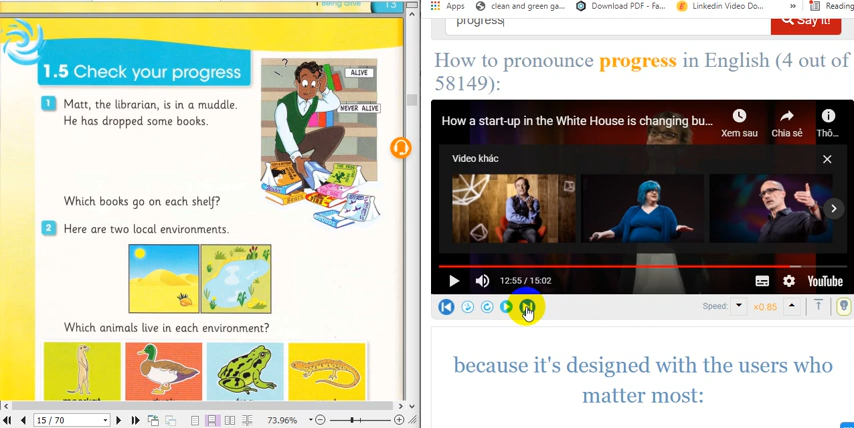 1 Being alive 13
1.5 Check your progress
1 Matt, the librarian, is in a muddle.
He has dropped some books.
?
ALIVE
NEVER ALIVE
Which books go on each shelf?
2 Here are two local environments.
Which animals live in each environment?
15 / 70
73.96%
Apps
clean and green ga...
Download PDF - Fa...
Linkedin Video Do...
»
Reading
progress
Say it!
How to pronounce progress in English (4 out of
58149):
How a start-up in the White House is changing bu...
Xem sau
Chia sẻ
Thô...
Video khác
12:55 / 15:02
YouTube
Speed:
x0.85
because it's designed with the users who
matter most: